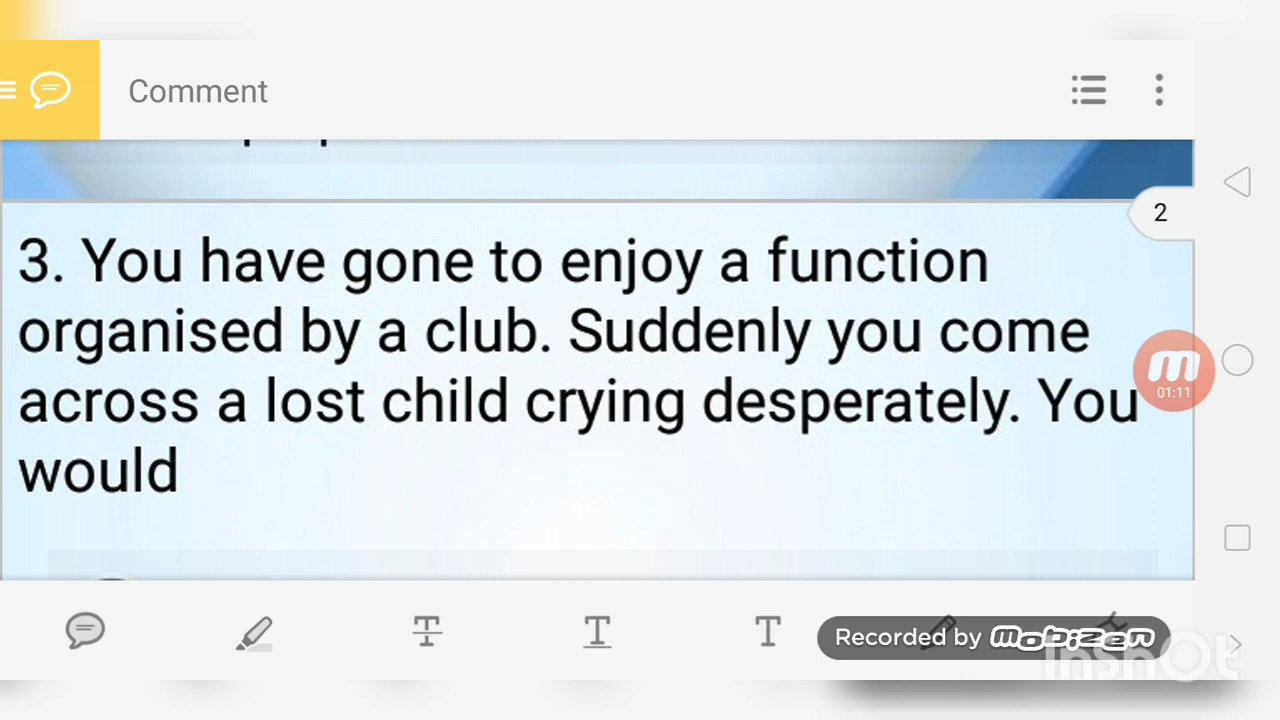 Comment
2
3. You have gone to enjoy a function
organised by a club. Suddenly you come
across a lost child crying desperately. You
would
01:11
T
T
T
Recorded by mobizen
InShOt